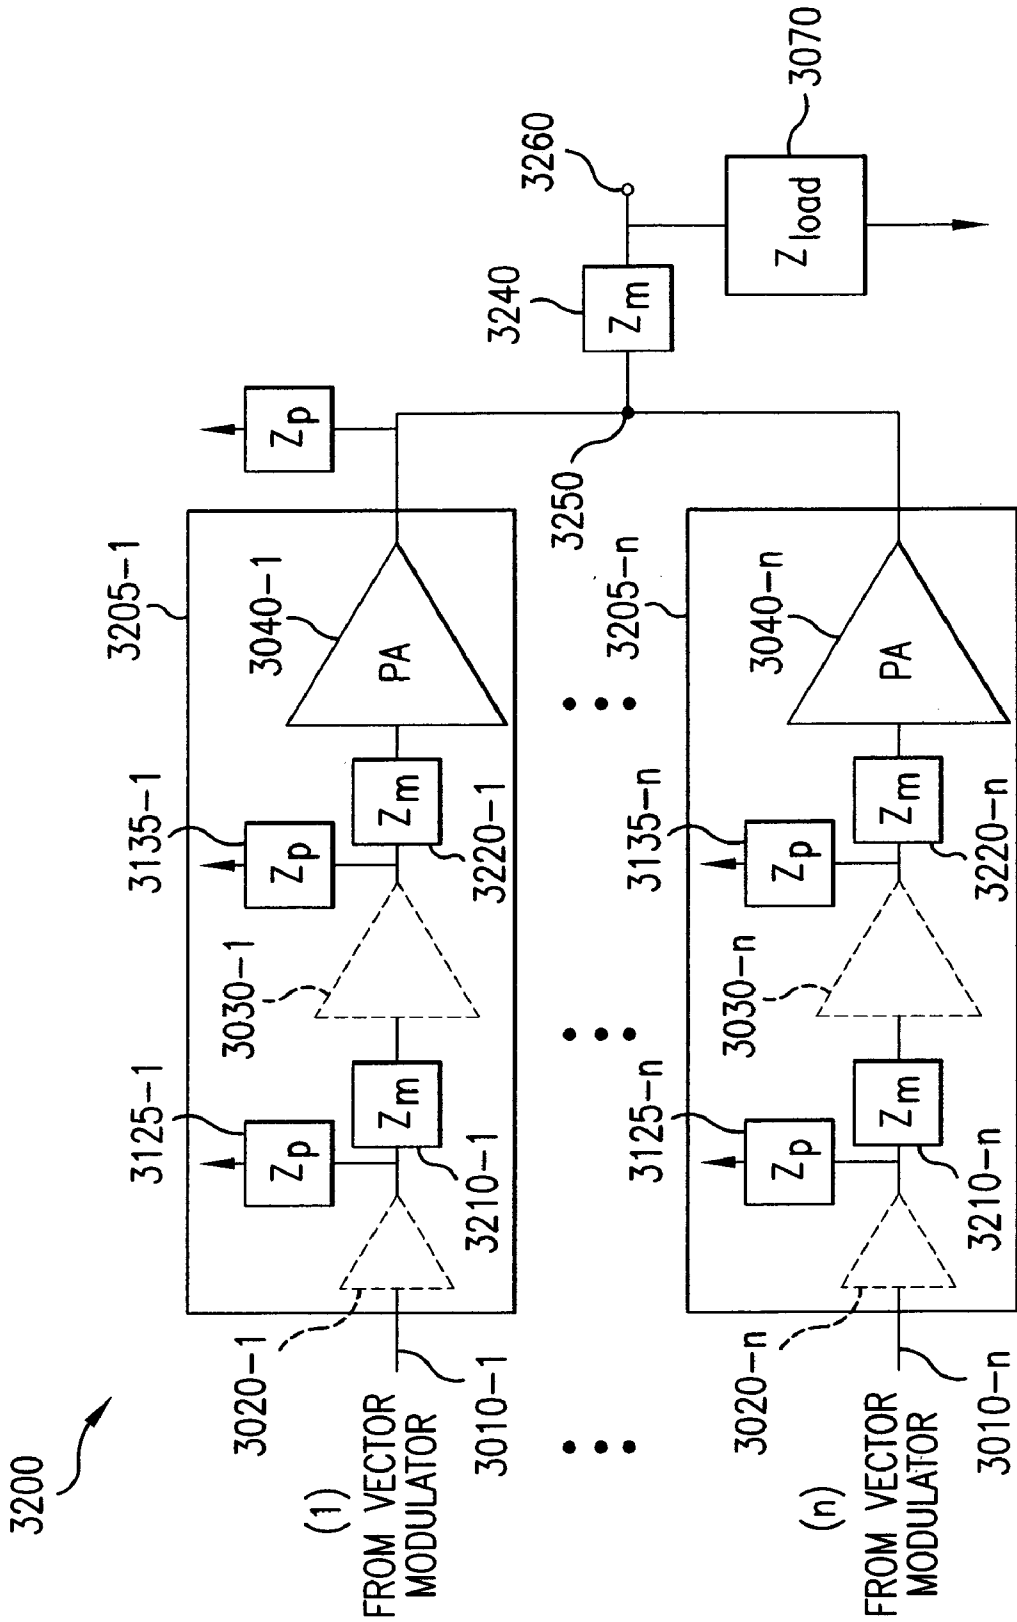 3200
3205-1
3125-1
3135-1
Zp
Zp
Zp
3020-1
3030-1
3040-1
(1)
FROM VECTOR
MODULATOR
Zm
Zm
PA
3010-1
3210-1
3220-1
3250
3240
3260
Zm
Zload
3070
3205-n
3125-n
3135-n
Zp
Zp
3020-n
3030-n
3040-n
(n)
FROM VECTOR
MODULATOR
Zm
Zm
PA
3010-n
3210-n
3220-n